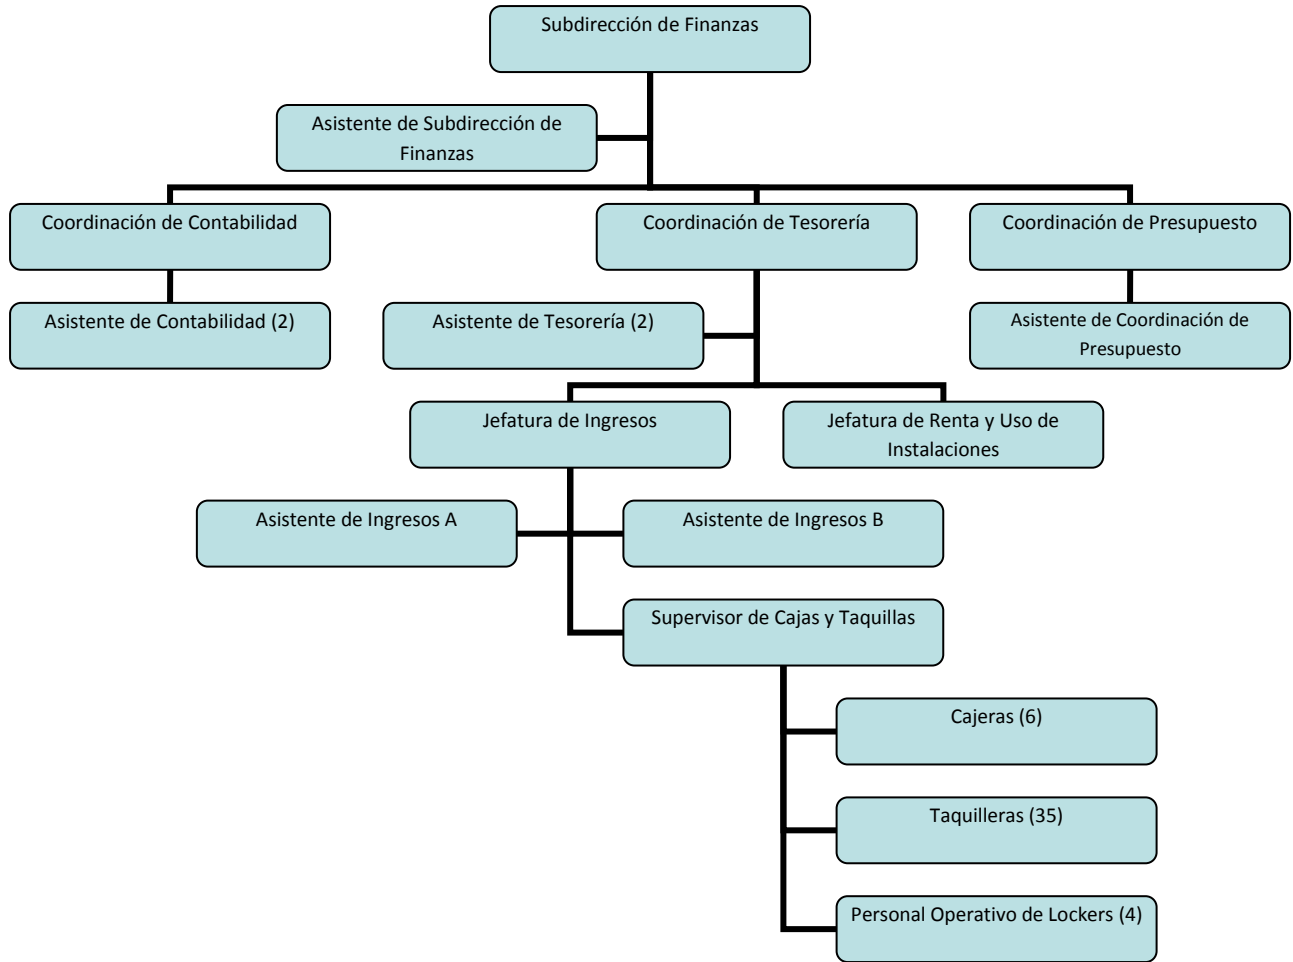 Subdirección de Finanzas
Asistente de Subdirección de
Finanzas
Coordinación de Contabilidad
Coordinación de Tesorería
Coordinación de Presupuesto
Asistente de Contabilidad (2)
Asistente de Tesorería (2)
Asistente de Coordinación de
Presupuesto
Jefatura de Ingresos
Jefatura de Renta y Uso de
Instalaciones
Asistente de Ingresos A
Asistente de Ingresos B
Supervisor de Cajas y Taquillas
Cajeras (6)
Taquilleras (35)
Personal Operativo de Lockers (4)